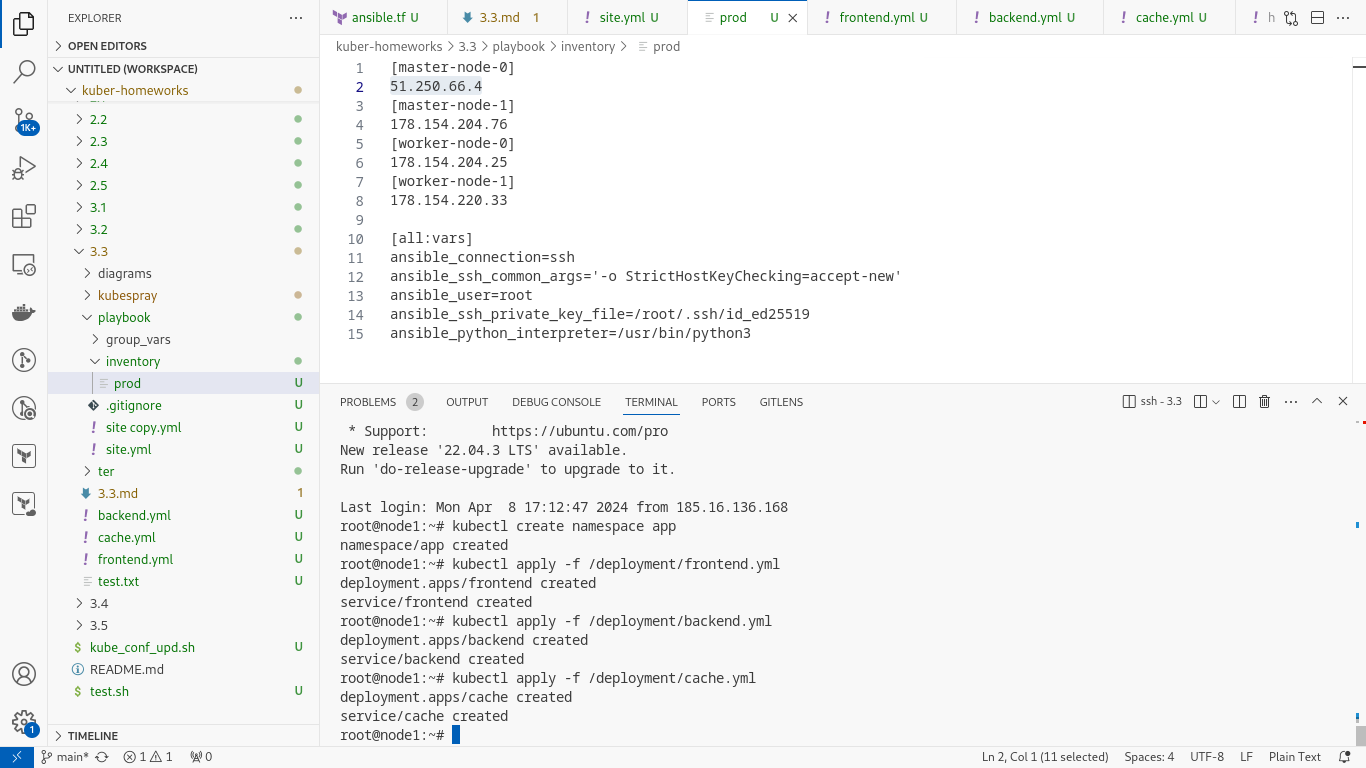 EXPLORER
OPEN EDITORS
UNTITLED (WORKSPACE)
kuber-homeworks
2.2
2.3
2.4
2.5
3.1
3.2
3.3
diagrams
kubespray
playbook
group_vars
inventory
prod U
.gitignore U
site copy.yml U
site.yml U
ter
3.3.md 1
backend.yml U
cache.yml U
frontend.yml U
test.txt U
3.4
3.5
kube_conf_upd.sh U
README.md
test.sh U
TIMELINE
1K+
1
ansible.tf U 3.3.md 1 site.yml U prod U frontend.yml U backend.yml U cache.yml U h
kuber-homeworks > 3.3 > playbook > inventory > prod
1 [master-node-0]
2 51.250.66.4
3 [master-node-1]
4 178.154.204.76
5 [worker-node-0]
6 178.154.204.25
7 [worker-node-1]
8 178.154.220.33
9
10 [all:vars]
11 ansible_connection=ssh
12 ansible_ssh_common_args='-o StrictHostKeyChecking=accept-new'
13 ansible_user=root
14 ansible_ssh_private_key_file=/root/.ssh/id_ed25519
15 ansible_python_interpreter=/usr/bin/python3
PROBLEMS 2 OUTPUT DEBUG CONSOLE TERMINAL PORTS GITLENS ssh - 3.3
* Support: https://ubuntu.com/pro
New release '22.04.3 LTS' available.
Run 'do-release-upgrade' to upgrade to it.
Last login: Mon Apr  8 17:12:47 2024 from 185.16.136.168
root@node1:~# kubectl create namespace app
namespace/app created
root@node1:~# kubectl apply -f /deployment/frontend.yml
deployment.apps/frontend created
service/frontend created
root@node1:~# kubectl apply -f /deployment/backend.yml
deployment.apps/backend created
service/backend created
root@node1:~# kubectl apply -f /deployment/cache.yml
deployment.apps/cache created
service/cache created
root@node1:~#
main* 1 1 0 Ln 2, Col 1 (11 selected) Spaces: 4 UTF-8 LF Plain Text